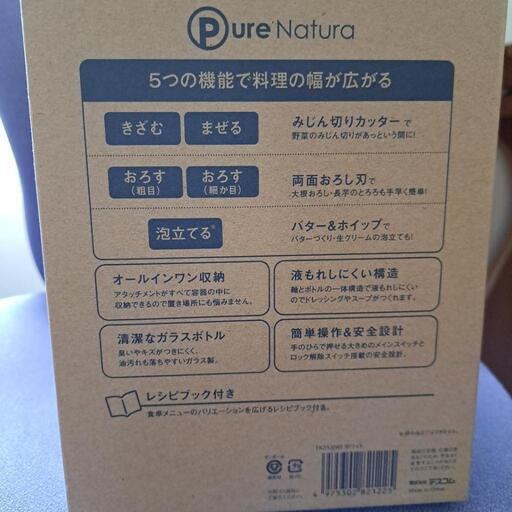 Pure Natura
5つの機能で料理の幅が広がる
きざむ まぜる
みじん切りカッターで
野菜のみじん切りがあっという間に!
おろす（粗目） おろす（細か目）
両面おろし刃で
大根おろし・長芋のとろろも手早く簡単!
泡立てる※
バター&ホイップで
バターづくり・生クリームの泡立ても!
オールインワン収納
アタッチメントがすべて容器の中に
収納できるので置き場所にも悩みません。
液もれしにくい構造
軸とボトルの一体構造で液もれしにくい
のでドレッシングやスープがつくれます。
清潔なガラスボトル
臭いやキズがつきにくく、
油汚れも落ちやすいガラス製。
簡単操作&安全設計
手のひらで押せる大きめのメインスイッチと
ロック解除スイッチ搭載の安全設計。
レシピブック付き
食卓メニューのバリエーションを広げるレシピブック付き。
ホワイト
4 975302 821225
株式会社 テスコム
Made in China